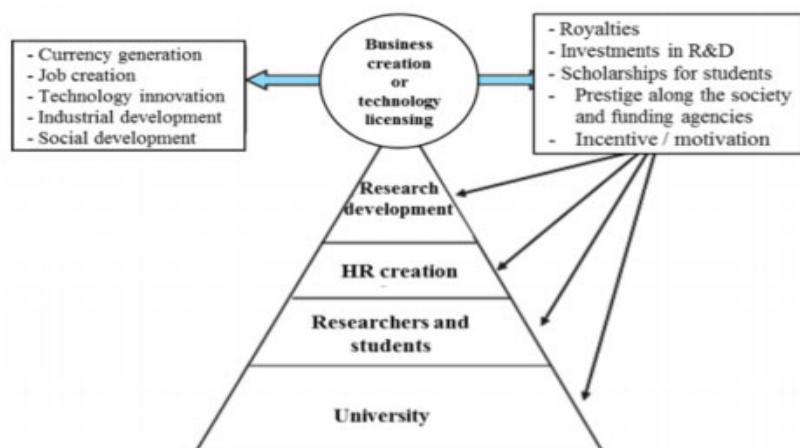 - Currency generation
- Job creation
- Technology innovation
- Industrial development
- Social development
Business
creation
or
technology
licensing
- Royalties
- Investments in R&D
- Scholarships for students
- Prestige along the society
and funding agencies
- Incentive / motivation
Research
development
HR creation
Researchers and
students
University